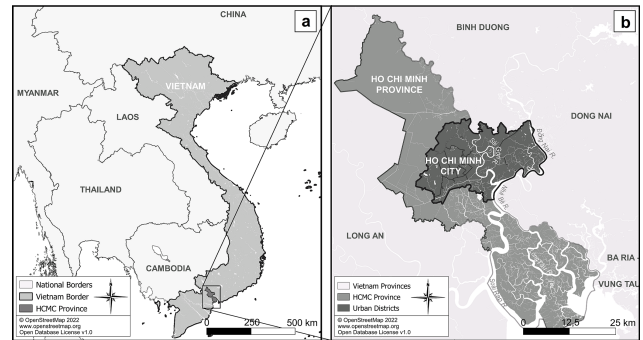 a
CHINA
VIETNAM
MYANMAR
LAOS
THAILAND
CAMBODIA
National Borders
Vietnam Border
HCMC Province
© OpenStreetMap 2022
www.openstreetmap.org
Open Database License v1.0
0 250 500 km
b
BINH DUONG
HO CHI MINH
PROVINCE
DONG NAI
HO CHI MINH
CITY
Đồng Nai R.
LONG AN
BA RIA -
VUNG TAU
Vietnam Provinces
HCMC Province
Urban Districts
© OpenStreetMap 2022
www.openstreetmap.org
Open Database License v1.0
0 12.5 25 km